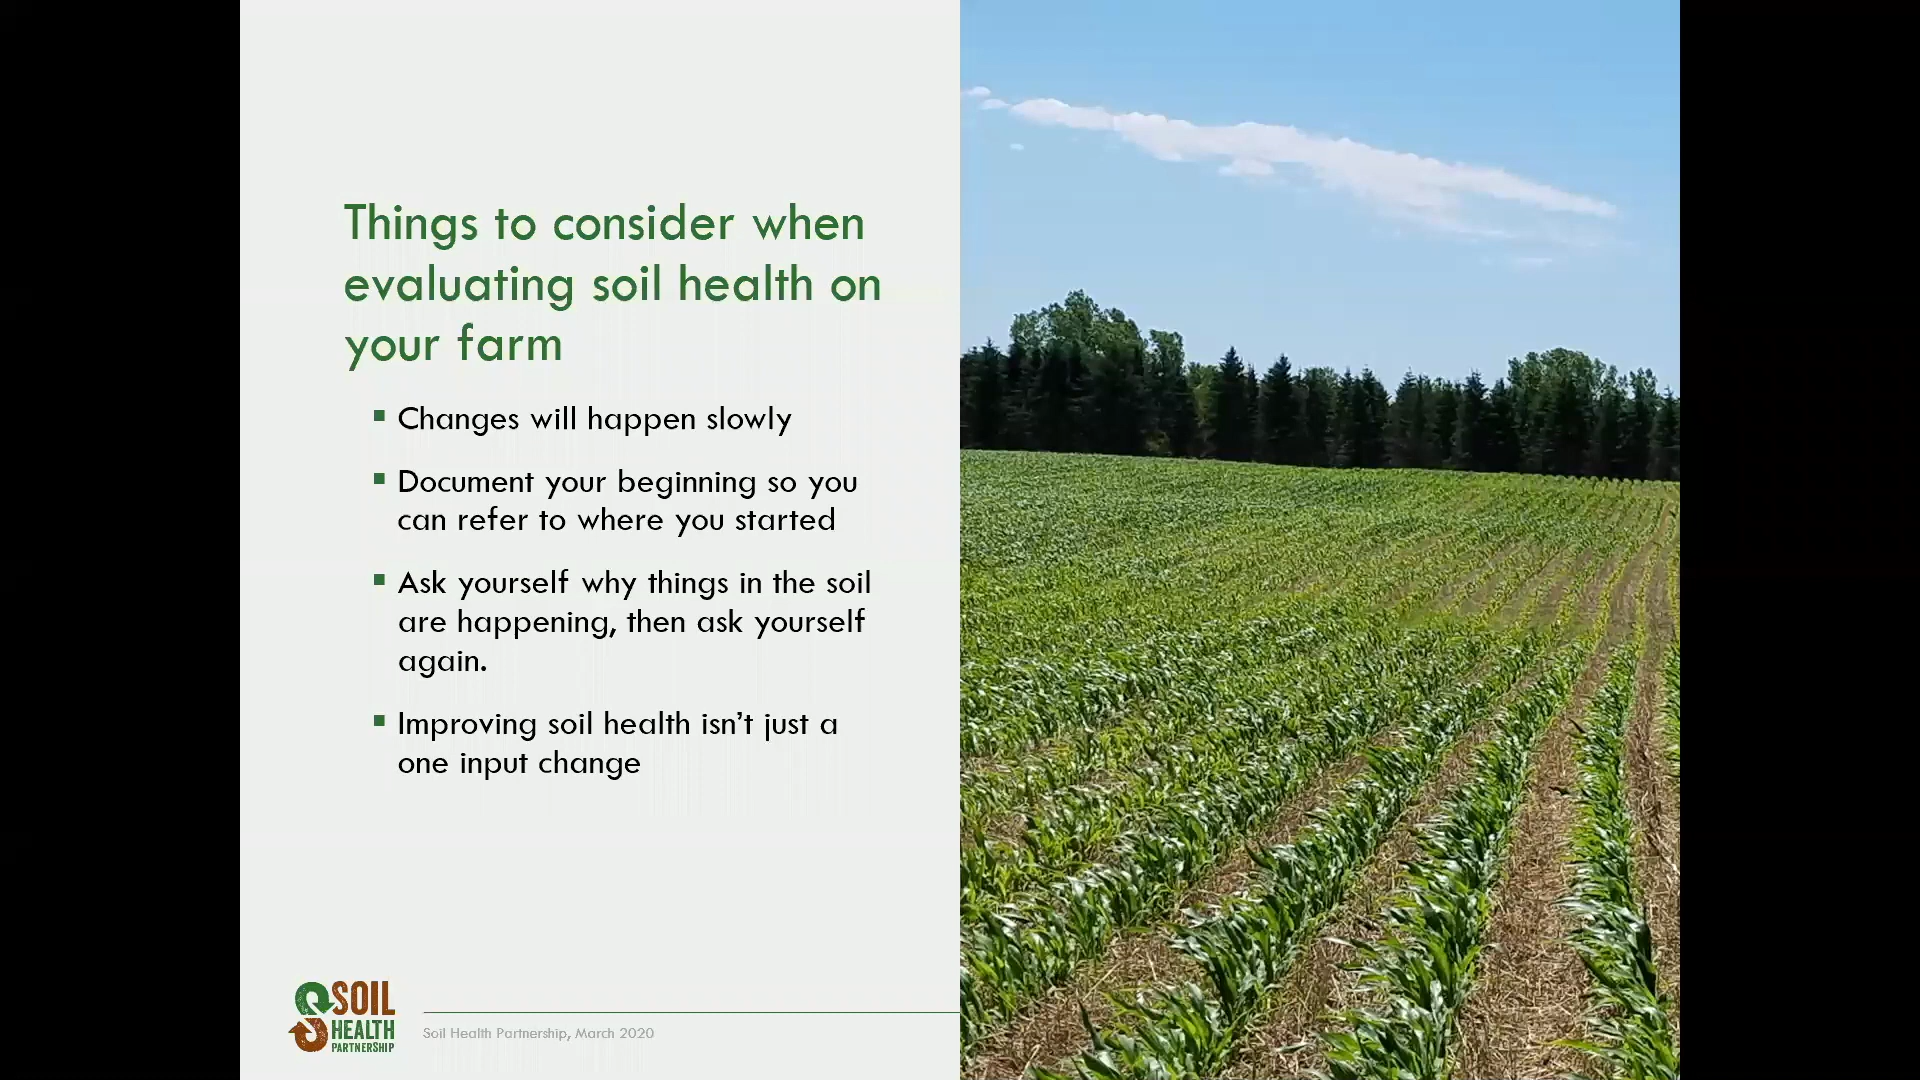 Things to consider when
evaluating soil health on
your farm
Changes will happen slowly
Document your beginning so you
can refer to where you started
Ask yourself why things in the soil
are happening, then ask yourself
again.
Improving soil health isn’t just a
one input change
SOIL
HEALTH
PARTNERSHIP
Soil Health Partnership, March 2020